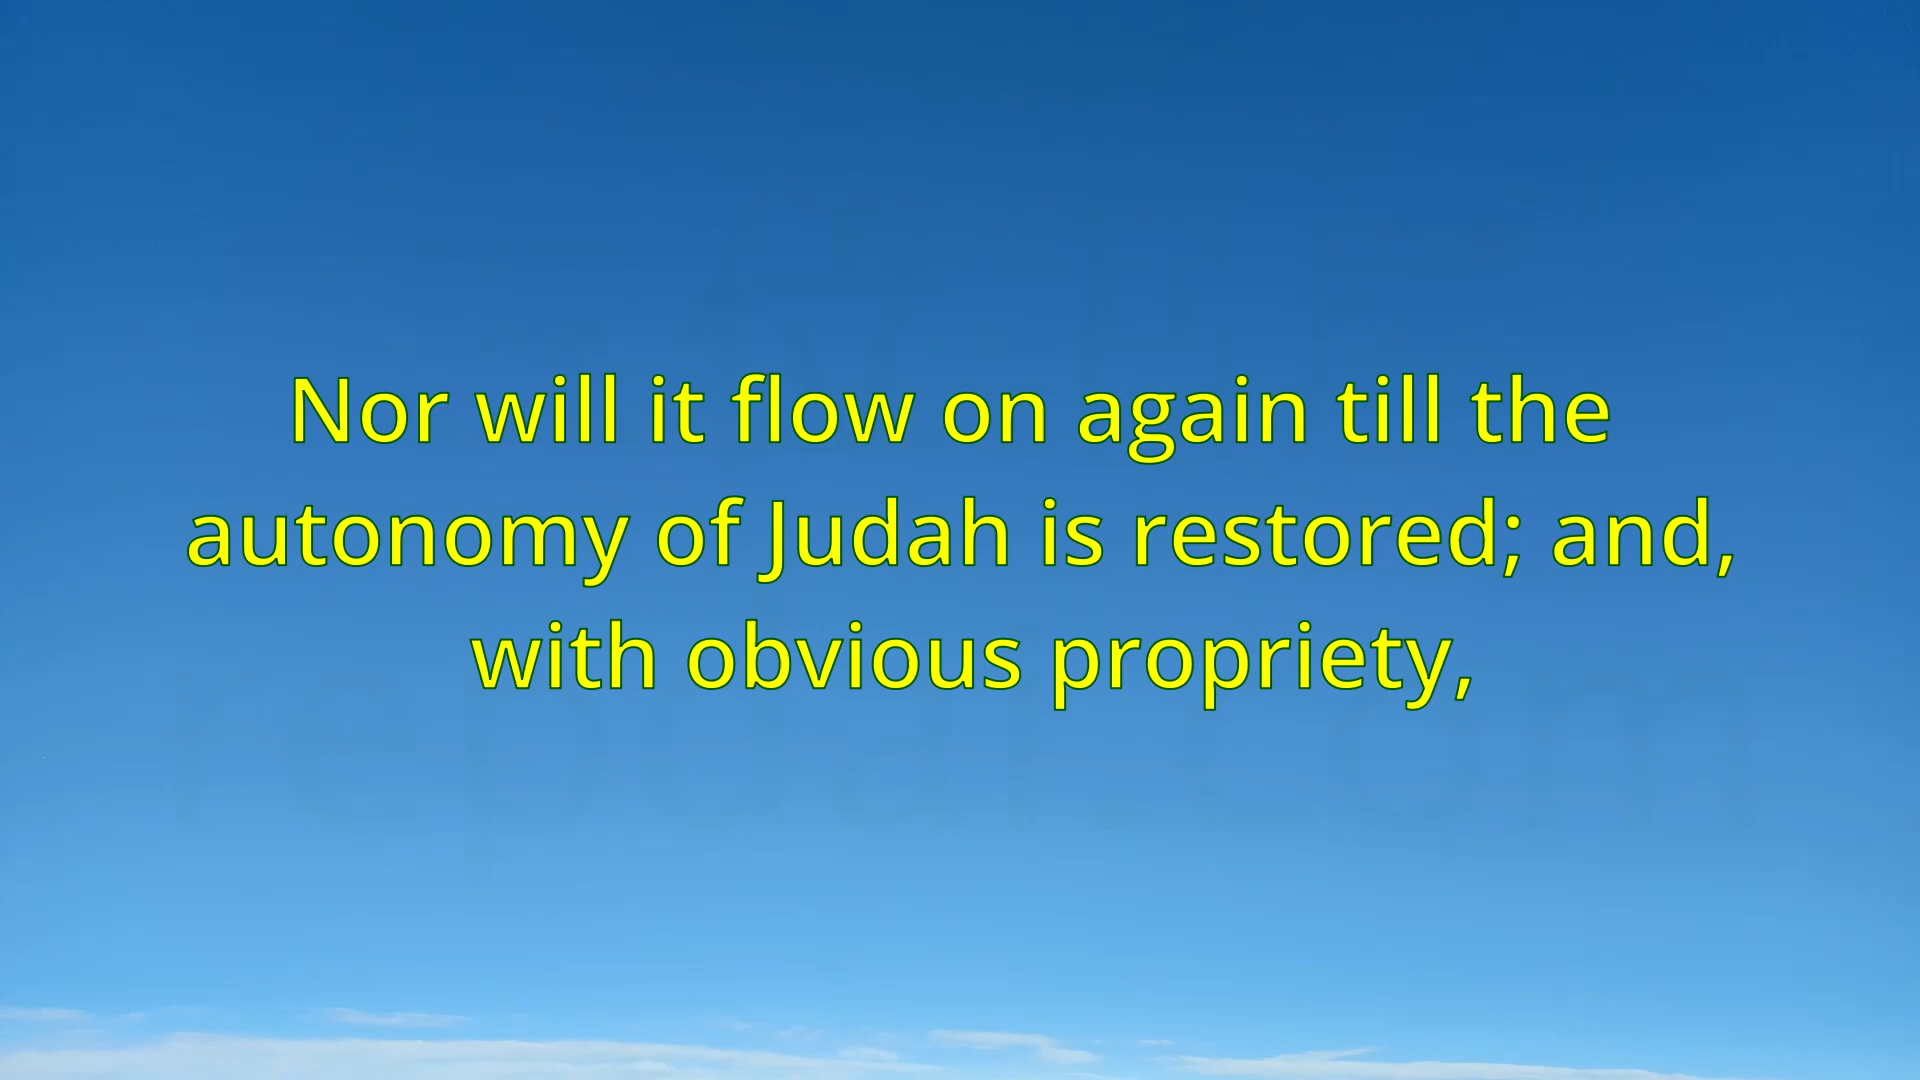 Nor will it flow on again till the
autonomy of Judah is restored; and,
with obvious propriety,